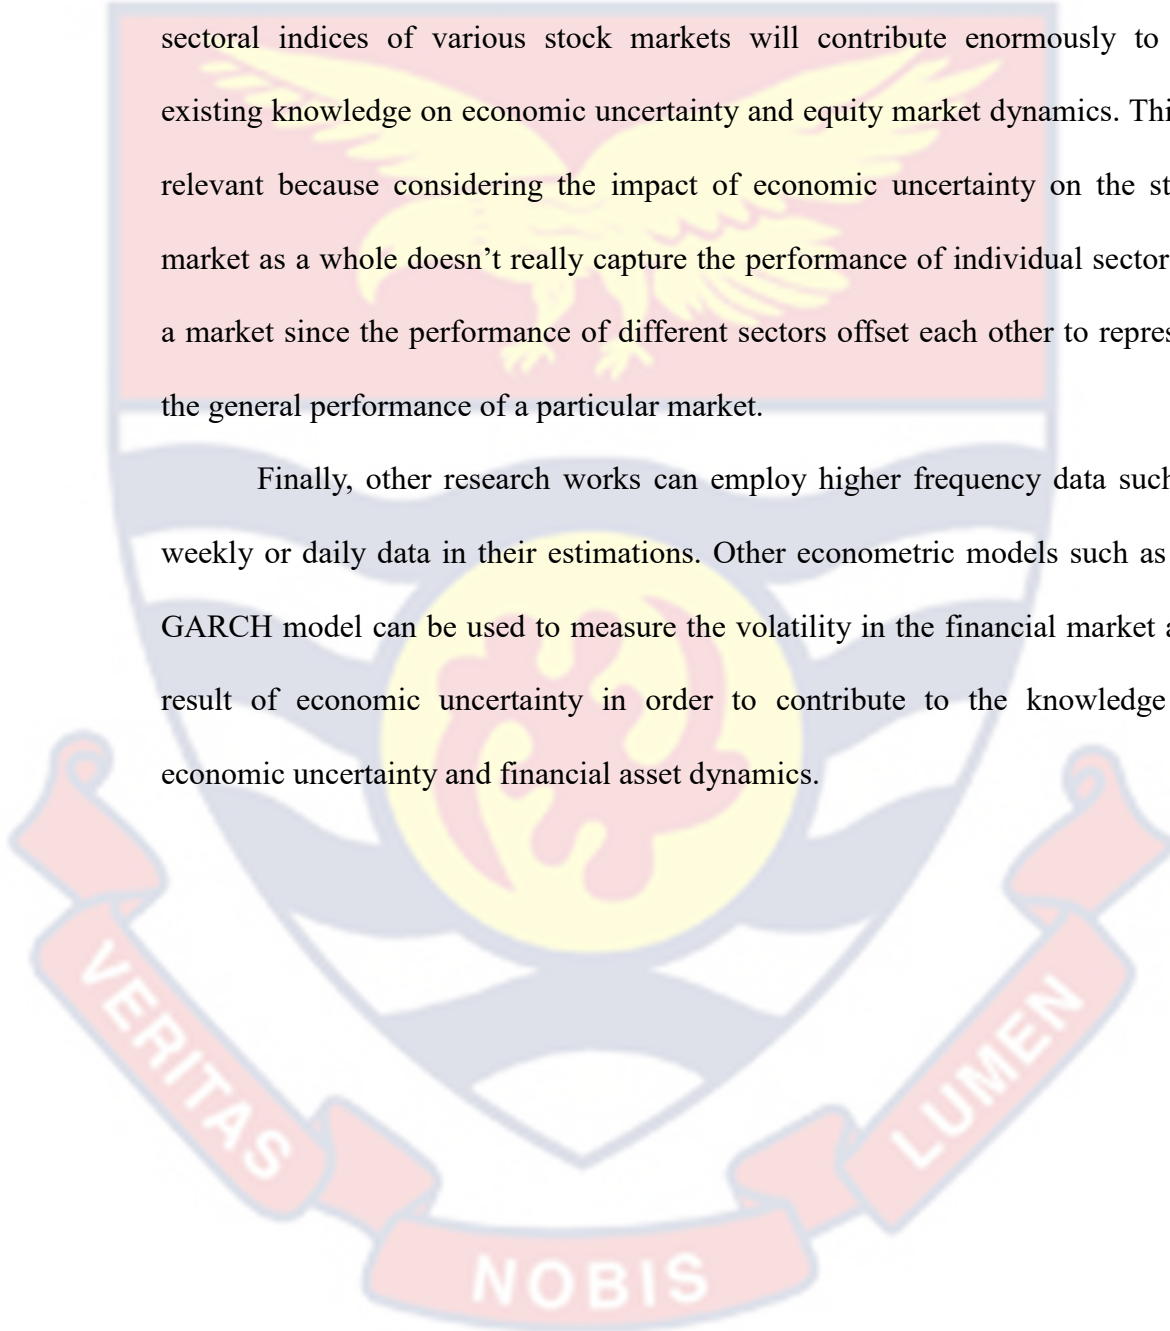 sectoral indices of various stock markets will contribute enormously to
existing knowledge on economic uncertainty and equity market dynamics. Thi
relevant because considering the impact of economic uncertainty on the st
market as a whole doesn’t really capture the performance of individual sector
a market since the performance of different sectors offset each other to repres
the general performance of a particular market.
Finally, other research works can employ higher frequency data such
weekly or daily data in their estimations. Other econometric models such as
GARCH model can be used to measure the volatility in the financial market a
result of economic uncertainty in order to contribute to the knowledge
economic uncertainty and financial asset dynamics.
VERITAS
NOBIS
LUMEN